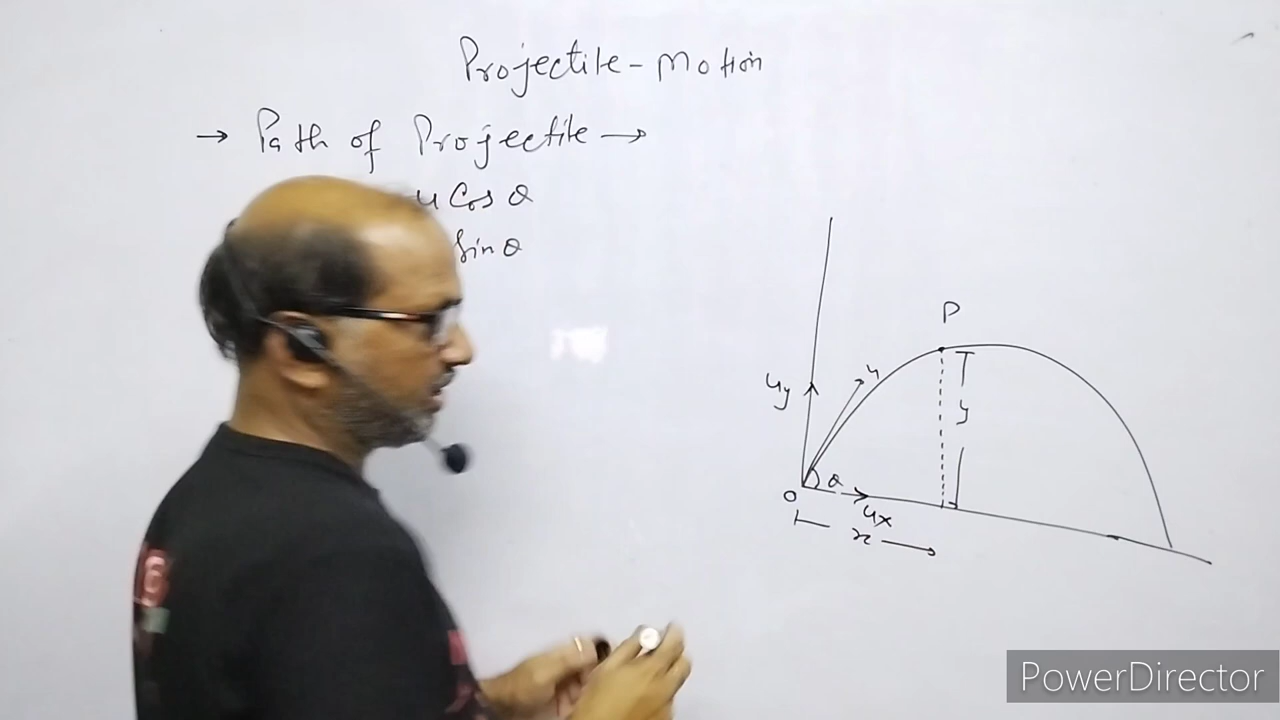 Projectile-Motion
→ Path of Projectile →
u Cos θ
Sin θ
P
uy
u
y
θ
O
ux
x
PowerDirector